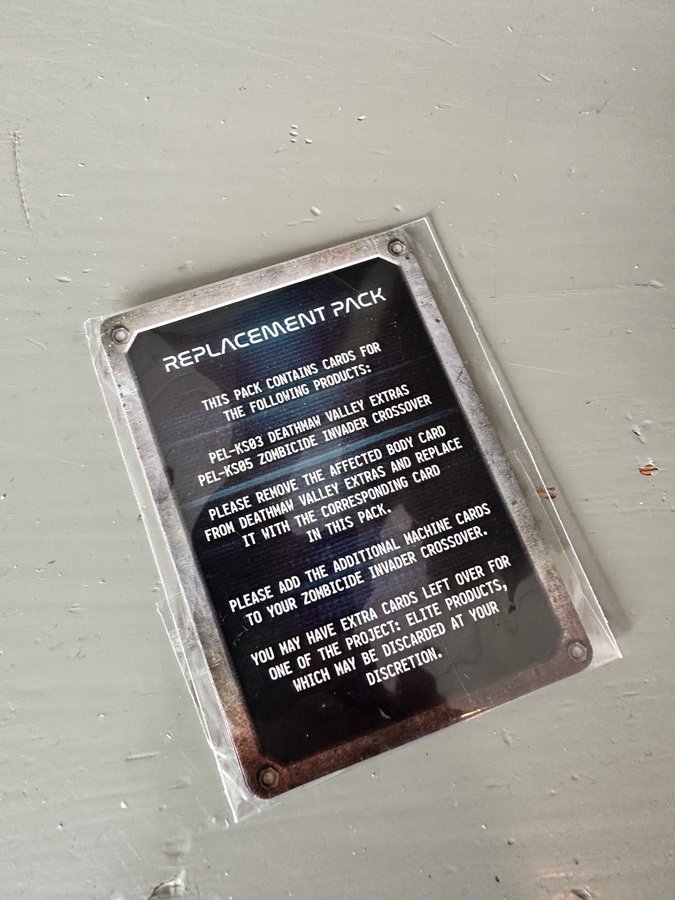 REPLACEMENT PACK
THIS PACK CONTAINS CARDS FOR
THE FOLLOWING PRODUCTS:
PEL-KS03 DEATHMAW VALLEY EXTRAS
PEL-KS05 ZOMBICIDE INVADER CROSSOVER
PLEASE REMOVE THE AFFECTED BODY CARD
FROM DEATHMAW VALLEY EXTRAS AND REPLACE
IT WITH THE CORRESPONDING CARD
IN THIS PACK.
PLEASE ADD THE ADDITIONAL MACHINE CARDS
TO YOUR ZOMBICIDE INVADER CROSSOVER.
YOU MAY HAVE EXTRA CARDS LEFT OVER FOR
ONE OF THE PROJECT: ELITE PRODUCTS,
WHICH MAY BE DISCARDED AT YOUR
DISCRETION.